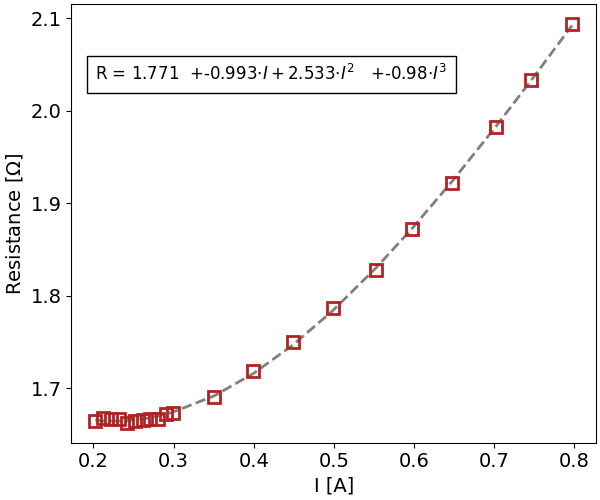 2.1
R = 1.771 +-0.993·I + 2.533·I² +-0.98·I³
2.0
1.9
1.8
1.7
Resistance [Ω]
0.2 0.3 0.4 0.5 0.6 0.7 0.8
I [A]